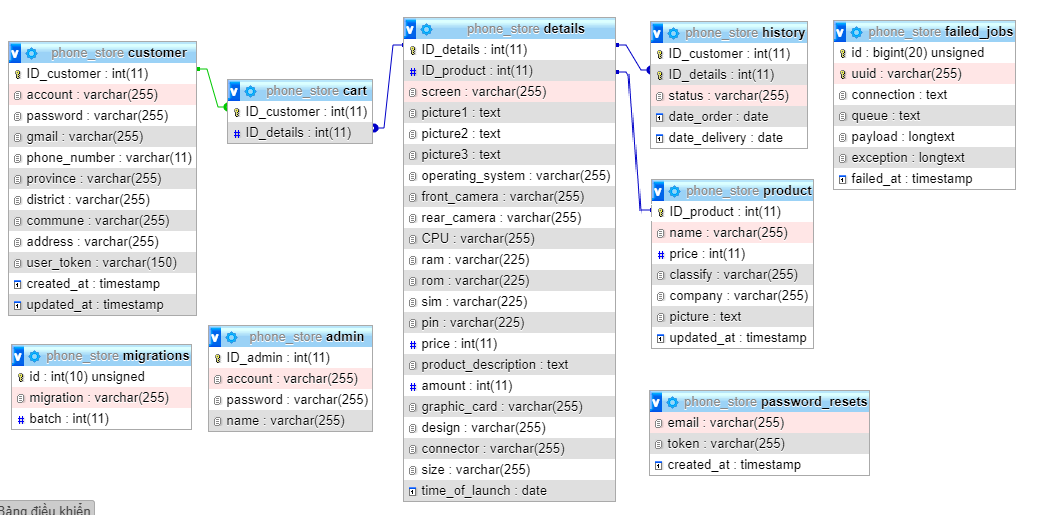 phone_store customer
ID_customer : int(11)
account : varchar(255)
password : varchar(255)
gmail : varchar(255)
phone_number : varchar(11)
province : varchar(255)
district : varchar(255)
commune : varchar(255)
address : varchar(255)
user_token : varchar(150)
created_at : timestamp
updated_at : timestamp
phone_store cart
ID_customer : int(11)
ID_details : int(11)
phone_store details
ID_details : int(11)
ID_product : int(11)
screen : varchar(255)
picture1 : text
picture2 : text
picture3 : text
operating_system : varchar(255)
front_camera : varchar(255)
rear_camera : varchar(255)
CPU : varchar(255)
ram : varchar(225)
rom : varchar(225)
sim : varchar(225)
pin : varchar(225)
price : int(11)
product_description : text
amount : int(11)
graphic_card : varchar(255)
design : varchar(255)
connector : varchar(255)
size : varchar(255)
time_of_launch : date
phone_store history
ID_customer : int(11)
ID_details : int(11)
status : varchar(255)
date_order : date
date_delivery : date
phone_store failed_jobs
id : bigint(20) unsigned
uuid : varchar(255)
connection : text
queue : text
payload : longtext
exception : longtext
failed_at : timestamp
phone_store product
ID_product : int(11)
name : varchar(255)
price : int(11)
classify : varchar(255)
company : varchar(255)
picture : text
updated_at : timestamp
phone_store migrations
id : int(10) unsigned
migration : varchar(255)
batch : int(11)
phone_store admin
ID_admin : int(11)
account : varchar(255)
password : varchar(255)
name : varchar(255)
phone_store password_resets
email : varchar(255)
token : varchar(255)
created_at : timestamp
Bảng điều khiển